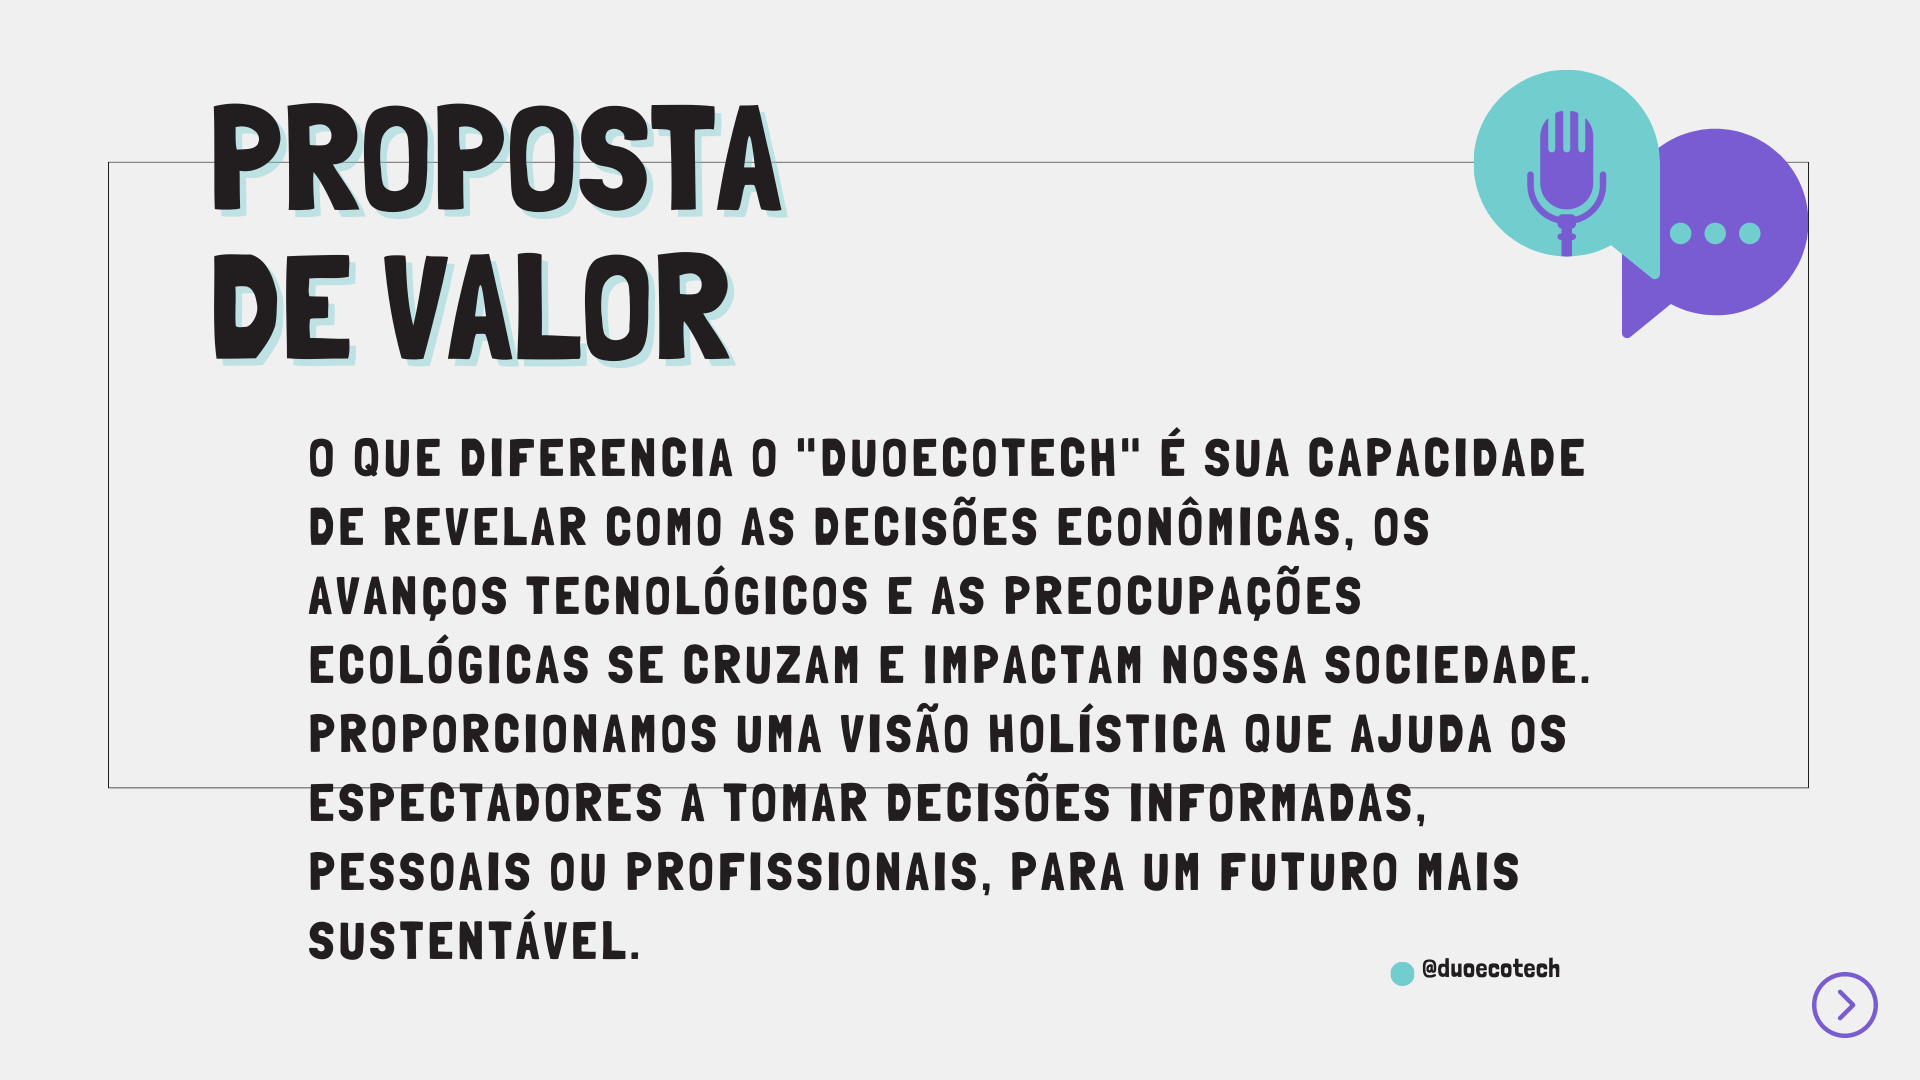 PROPOSTA
DE VALOR
O QUE DIFERENCIA O "DUOECOTECH" É SUA CAPACIDADE
DE REVELAR COMO AS DECISÕES ECONÔMICAS, OS
AVANÇOS TECNOLÓGICOS E AS PREOCUPAÇÕES
ECOLÓGICAS SE CRUZAM E IMPACTAM NOSSA SOCIEDADE.
PROPORCIONAMOS UMA VISÃO HOLÍSTICA QUE AJUDA OS
ESPECTADORES A TOMAR DECISÕES INFORMADAS,
PESSOAIS OU PROFISSIONAIS, PARA UM FUTURO MAIS
SUSTENTÁVEL.
@duoecotech